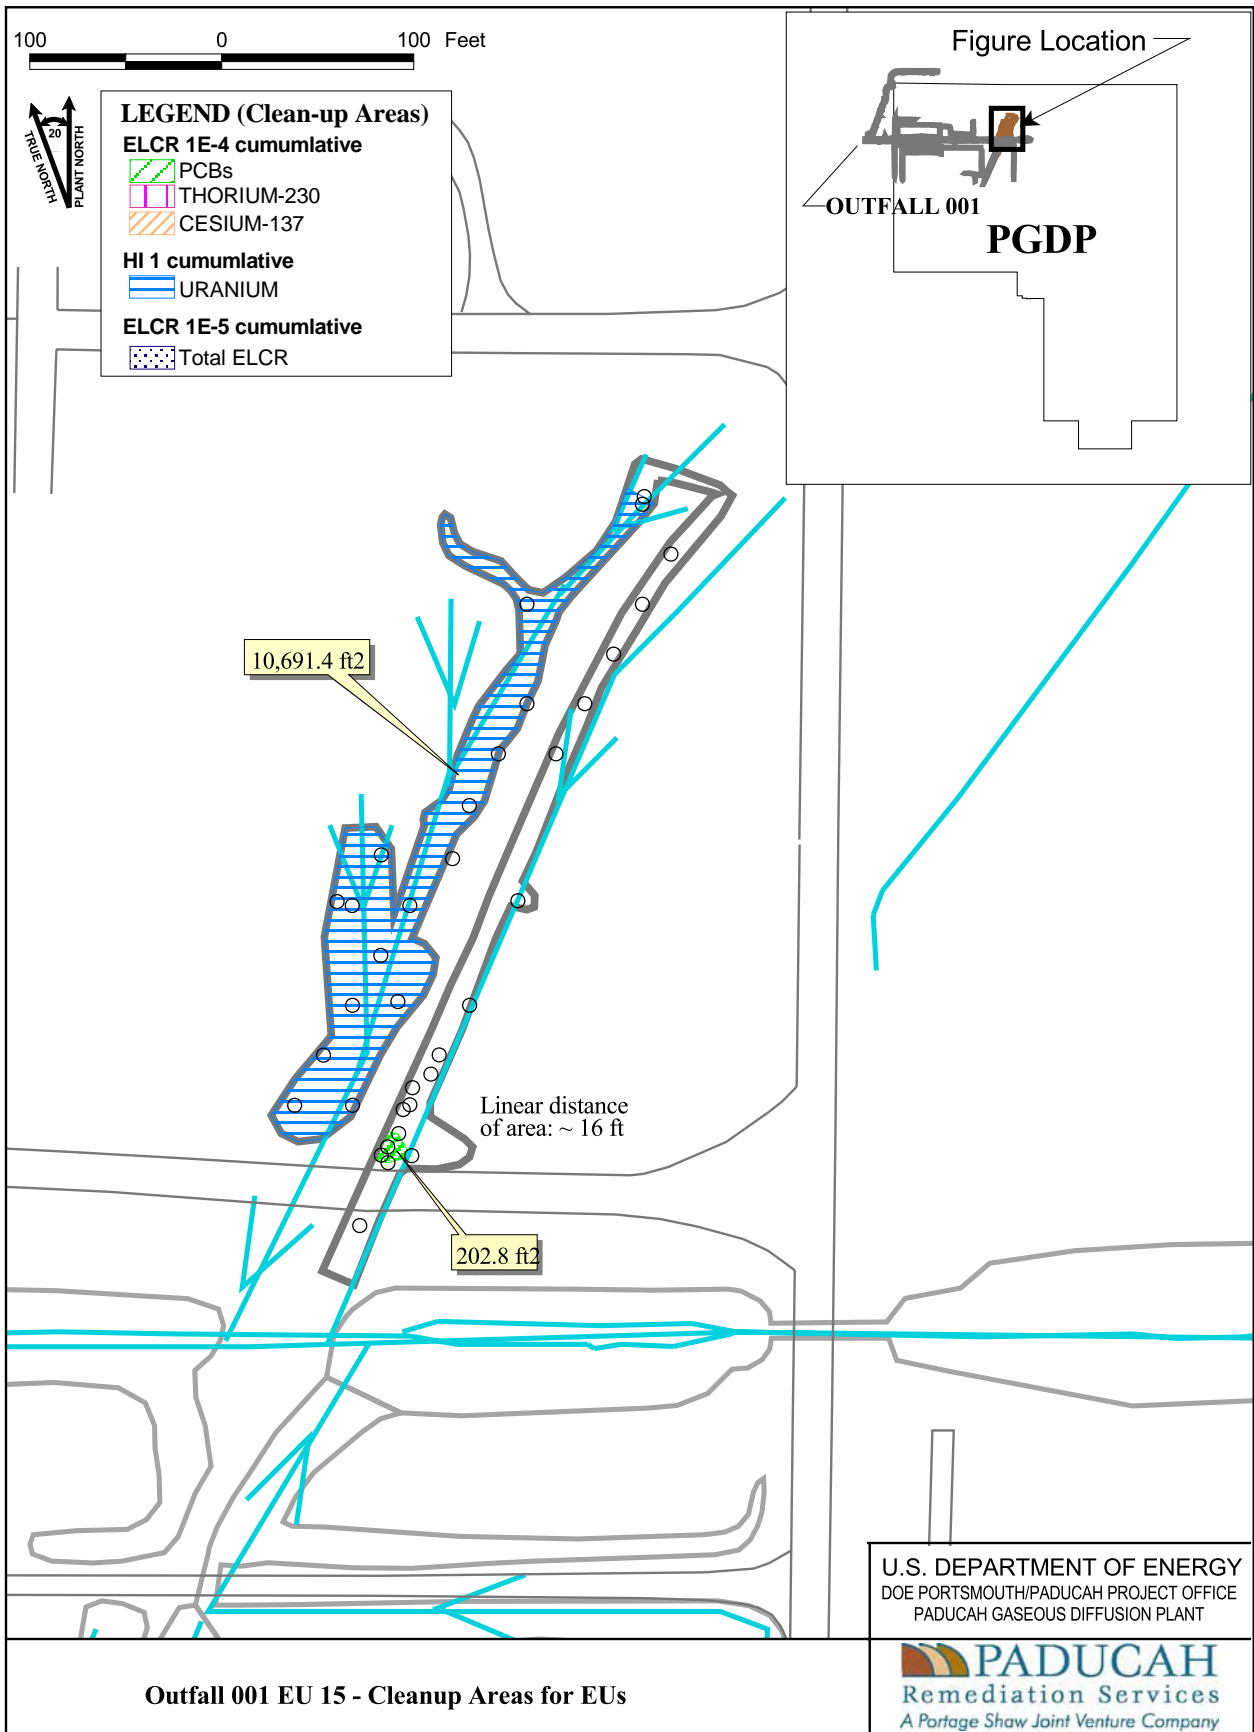 100 0 100 Feet
TRUE NORTH
20
PLANT NORTH
LEGEND (Clean-up Areas)
ELCR 1E-4 cumumlative
PCBs
THORIUM-230
CESIUM-137
HI 1 cumumlative
URANIUM
ELCR 1E-5 cumumlative
Total ELCR
Figure Location
OUTFALL 001
PGDP
10,691.4 ft2
Linear distance
of area: ~ 16 ft
202.8 ft2
U.S. DEPARTMENT OF ENERGY
DOE PORTSMOUTH/PADUCAH PROJECT OFFICE
PADUCAH GASEOUS DIFFUSION PLANT
Outfall 001 EU 15 - Cleanup Areas for EUs
PADUCAH
Remediation Services
A Portage Shaw Joint Venture Company